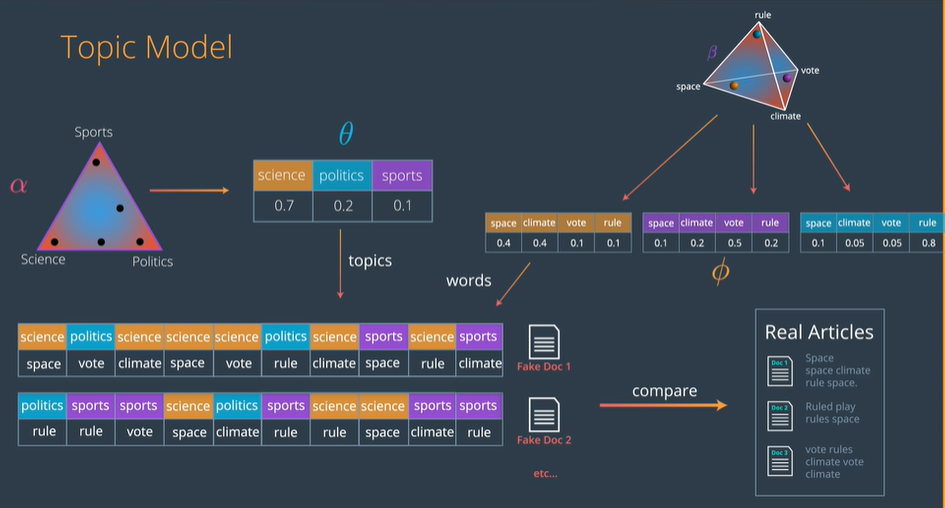 Topic Model
rule
β
vote
space
climate
Sports
α
Science
Politics
θ
science politics sports
0.7 0.2 0.1
topics
space climate vote rule
0.4 0.4 0.1 0.1
space climate vote rule
0.1 0.2 0.5 0.2
space climate vote rule
0.1 0.05 0.05 0.8
ϕ
words
science politics science science science politics science sports science sports
space vote climate space vote rule climate space rule climate
Fake Doc 1
politics sports sports science politics sports science science sports sports
rule rule vote space climate rule rule space climate rule
Fake Doc 2
etc...
compare
Real Articles
Doc 1
Space
space climate
rule space.
Doc 2
Ruled play
rules space
Doc 3
vote rules
climate vote
climate